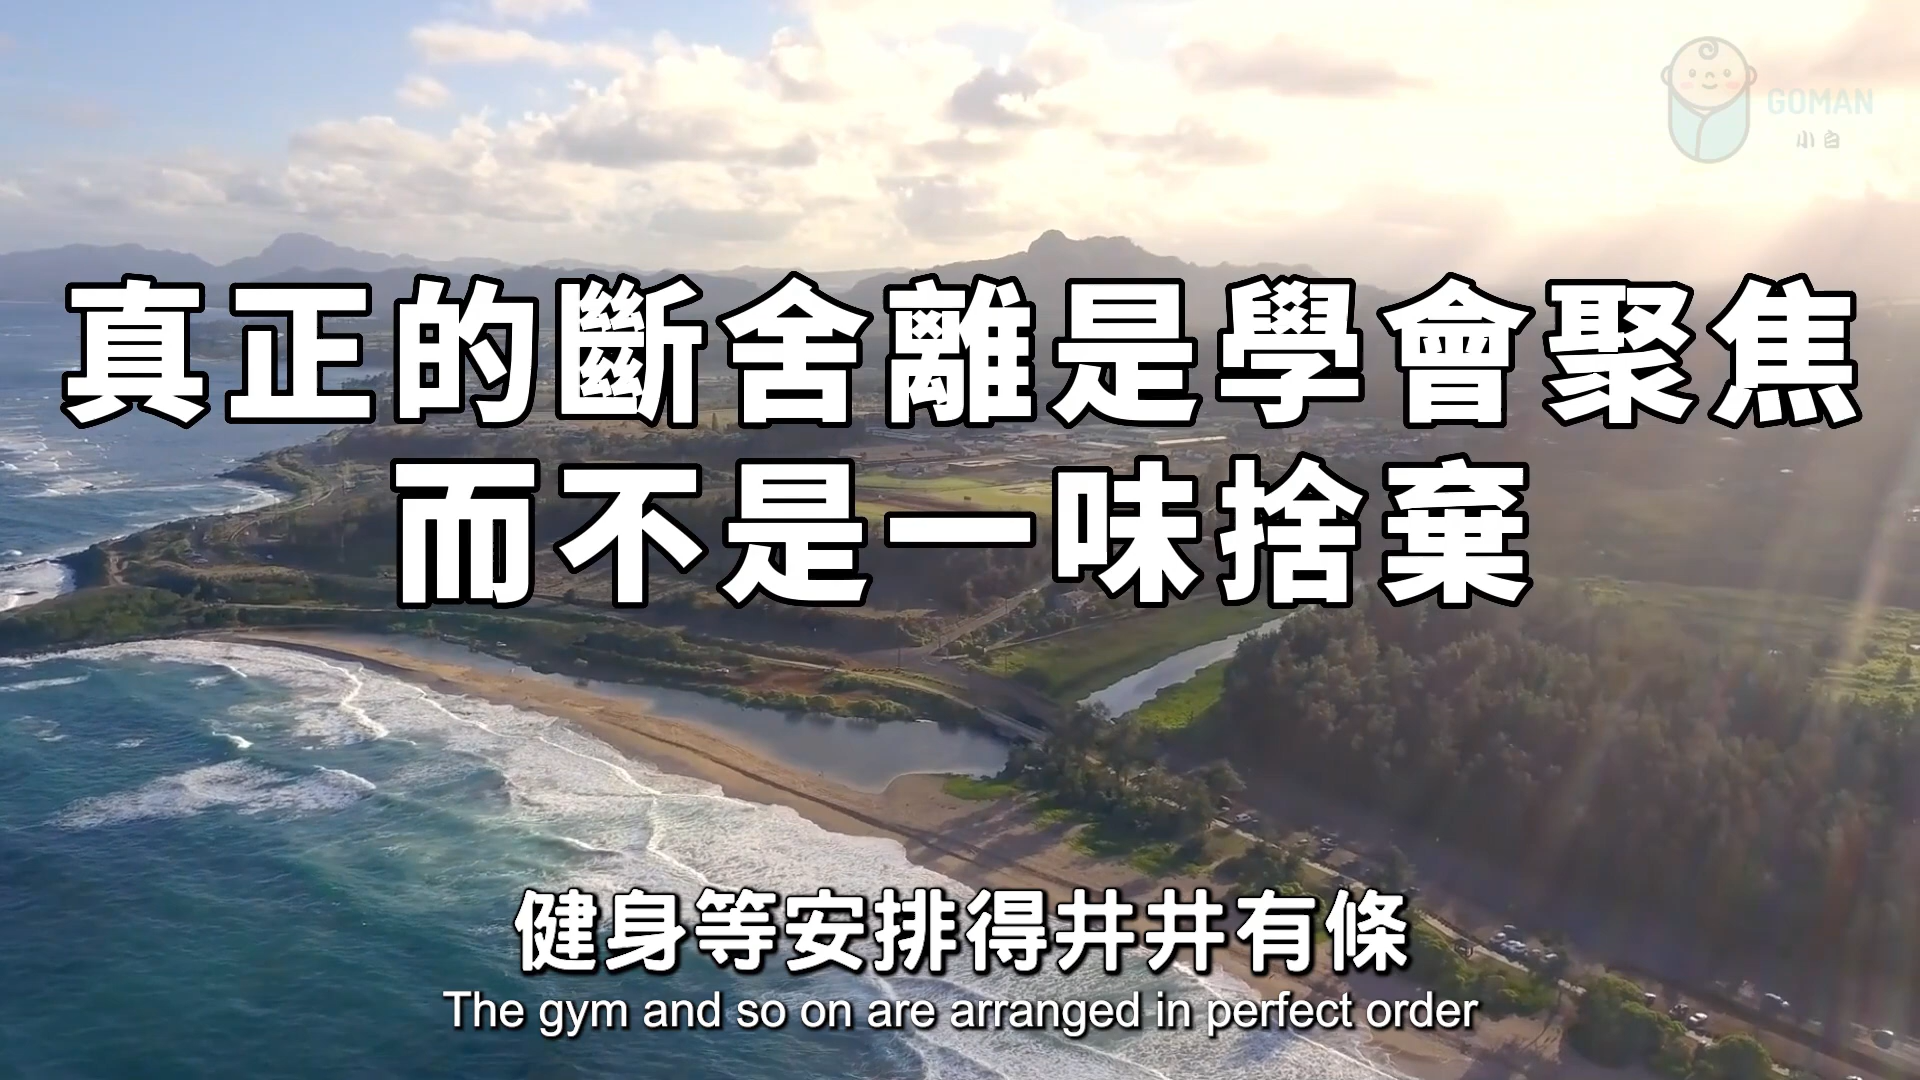 GOMAN
小白
真正的斷舍離是學會聚焦
而不是一味捨棄
健身等安排得井井有條
The gym and so on are arranged in perfect order